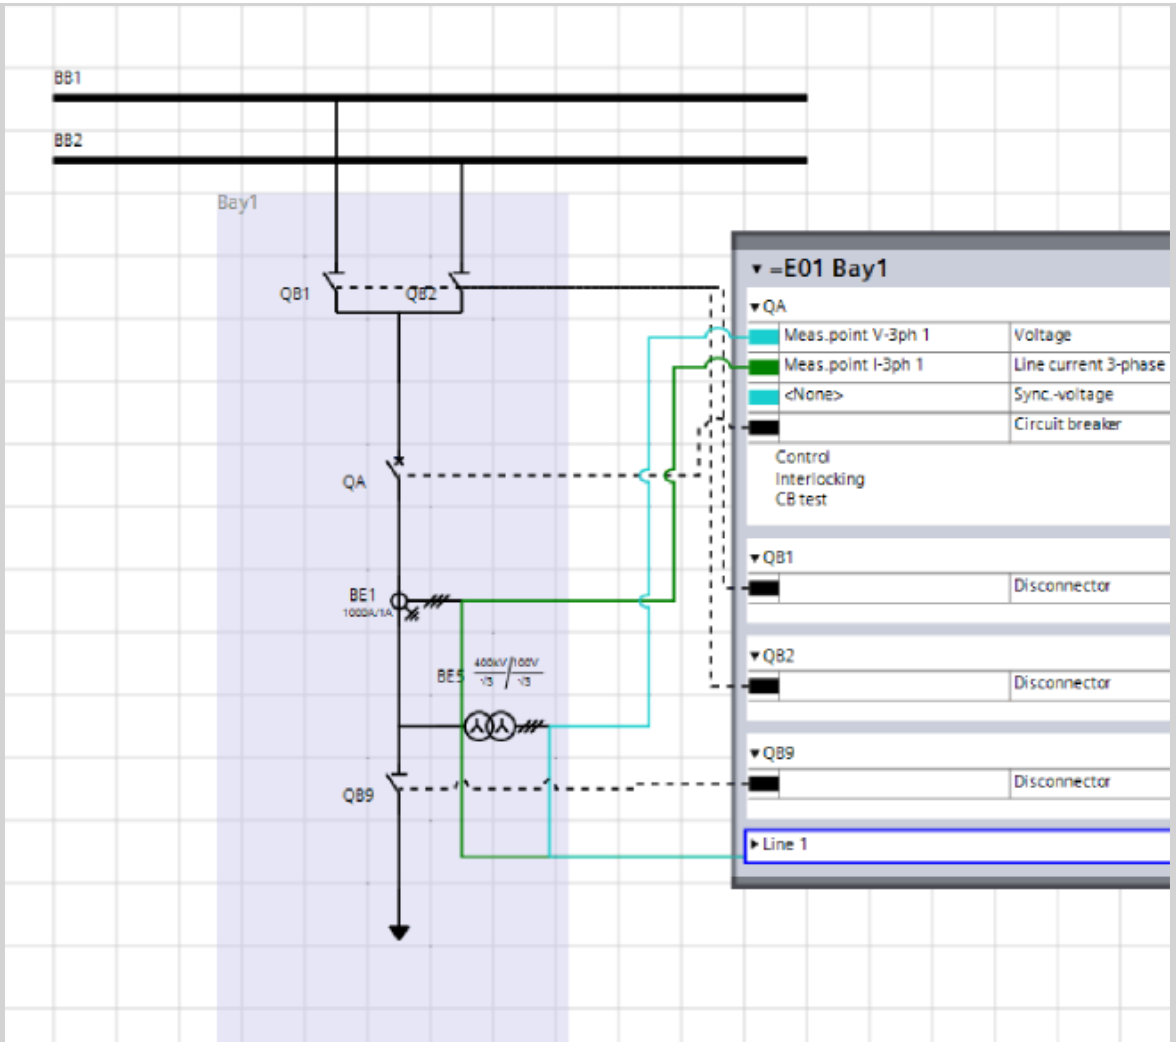 BB1
BB2
Bay1
QB1
QB2
QA
BE1
1000A/1A
BE5
400kV/100V
√3 √3
QB9
▼ =E01 Bay1
▼QA
Meas.point V-3ph 1 Voltage
Meas.point I-3ph 1 Line current 3-phase
<None> Sync.-voltage
Circuit breaker
Control
Interlocking
CB test
▼QB1
Disconnector
▼QB2
Disconnector
▼QB9
Disconnector
▶Line 1